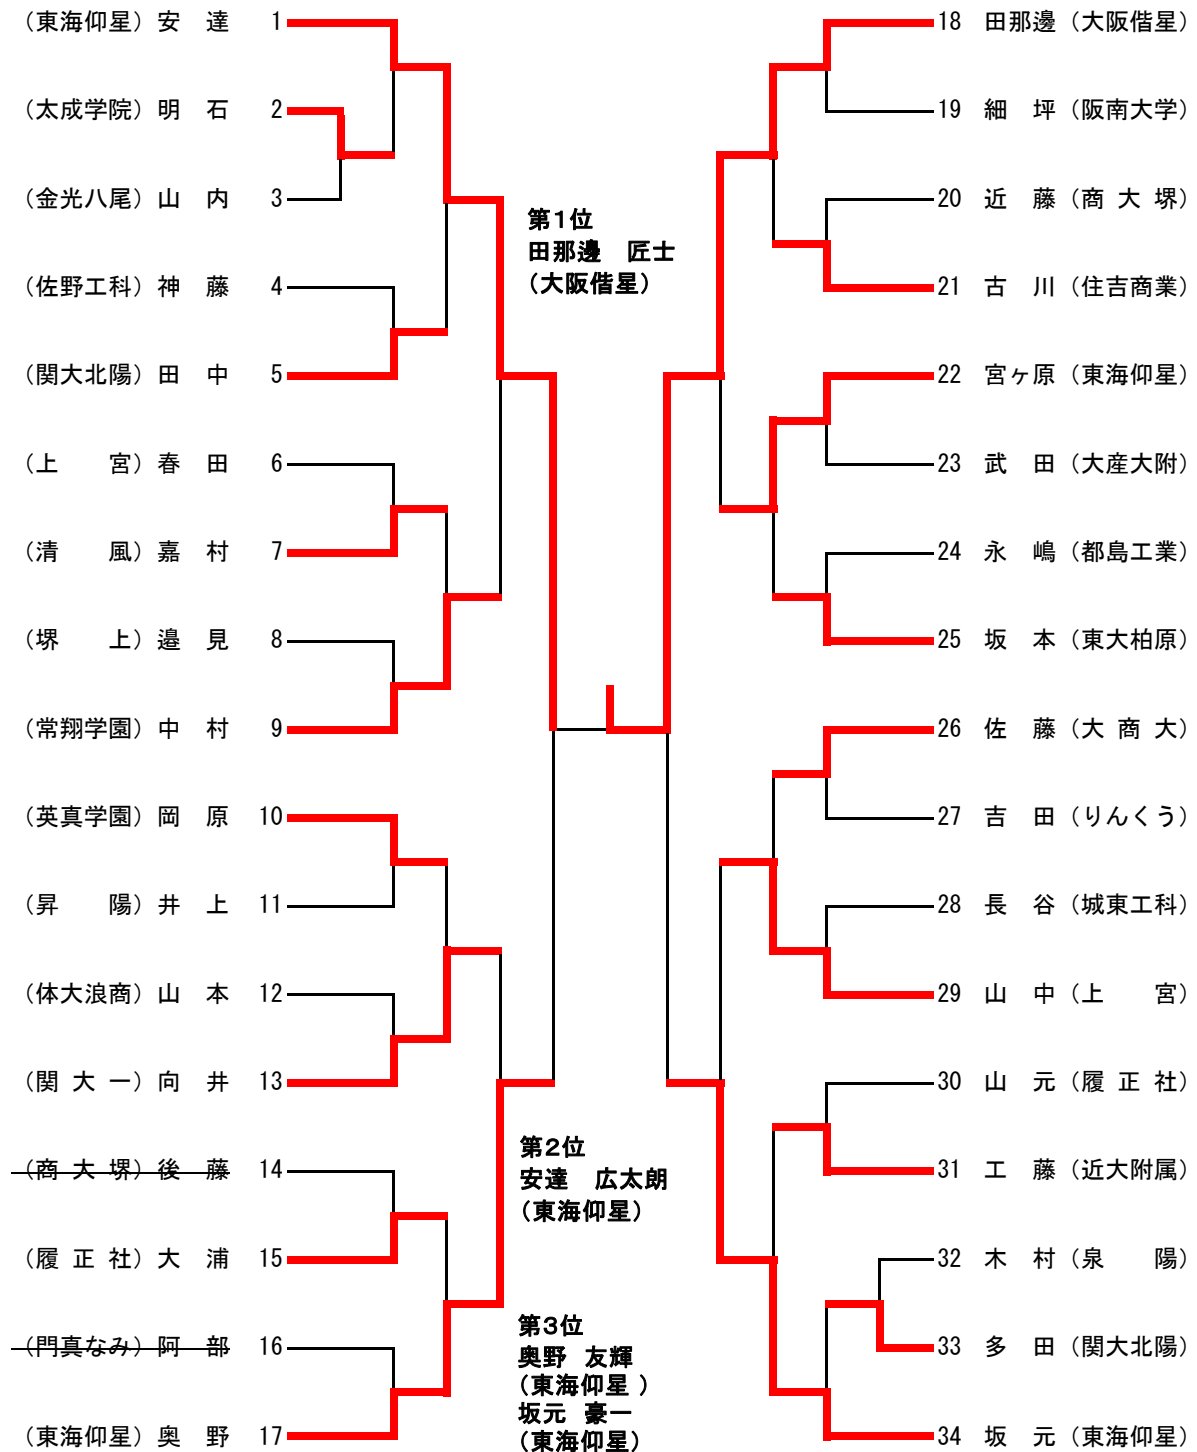 (東海仰星) 安　達　1
(太成学院) 明　石　2
(金光八尾) 山　内　3
(佐野工科) 神　藤　4
(関大北陽) 田　中　5
(上　　宮) 春　田　6
(清　　風) 嘉　村　7
(堺　　上) 邉　見　8
(常翔学園) 中　村　9
(英真学園) 岡　原　10
(昇　　陽) 井　上　11
(体大浪商) 山　本　12
(関 大 一) 向　井　13
(商 大 堺) 後　藤　14
(履 正 社) 大　浦　15
(門真なみ) 阿　部　16
(東海仰星) 奥　野　17
第1位
田那邊　匠士
(大阪偕星)
第2位
安達　広太朗
(東海仰星)
第3位
奥野 友輝
(東海仰星 )
坂元 豪一
(東海仰星)
18　田那邊 (大阪偕星)
19　細　坪 (阪南大学)
20　近　藤 (商 大 堺)
21　古　川 (住吉商業)
22　宮ヶ原 (東海仰星)
23　武　田 (大産大附)
24　永　嶋 (都島工業)
25　坂　本 (東大柏原)
26　佐　藤 (大 商 大)
27　吉　田 (りんくう)
28　長　谷 (城東工科)
29　山　中 (上　　宮)
30　山　元 (履 正 社)
31　工　藤 (近大附属)
32　木　村 (泉　　陽)
33　多　田 (関大北陽)
34　坂　元 (東海仰星)